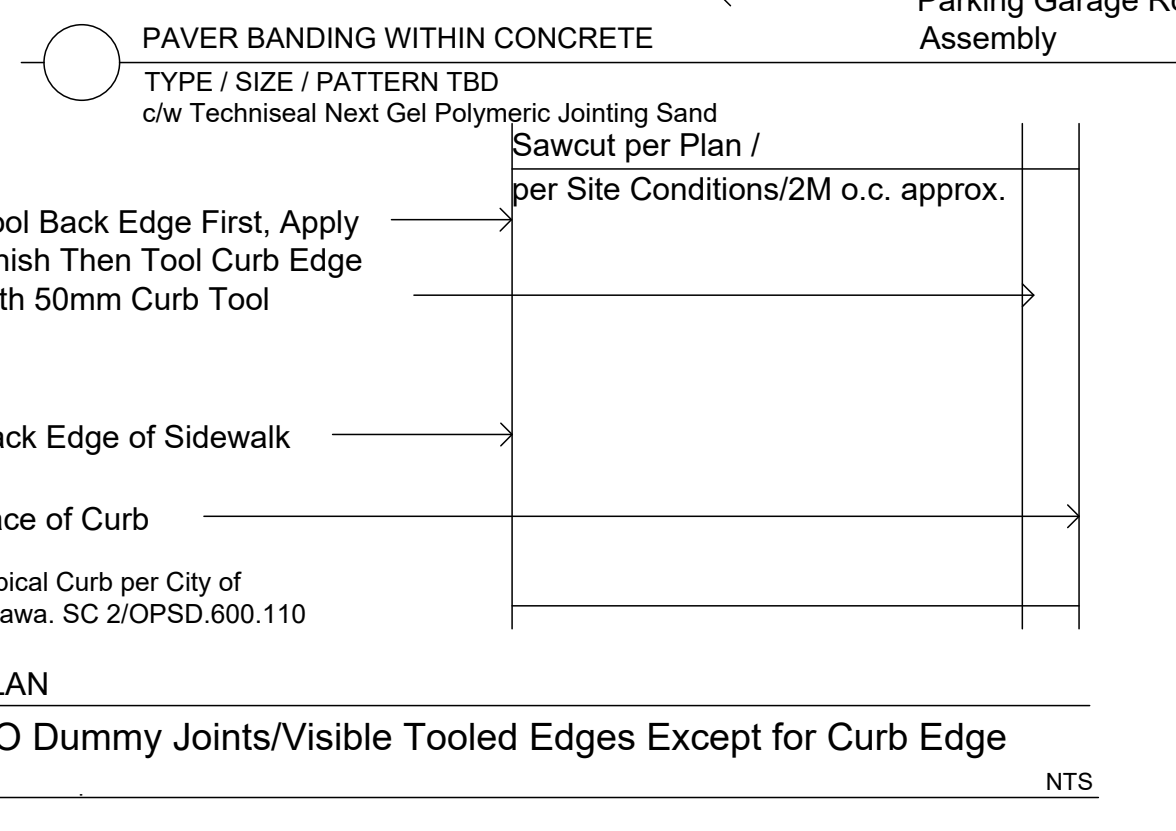 Parking Garage Ro
Assembly
PAVER BANDING WITHIN CONCRETE
TYPE / SIZE / PATTERN TBD
c/w Techniseal Next Gel Polymeric Jointing Sand
Sawcut per Plan /
per Site Conditions/2M o.c. approx.
ool Back Edge First, Apply
nish Then Tool Curb Edge
th 50mm Curb Tool
ack Edge of Sidewalk
ace of Curb
pical Curb per City of
awa. SC 2/OPSD.600.110
LAN
O Dummy Joints/Visible Tooled Edges Except for Curb Edge
NTS